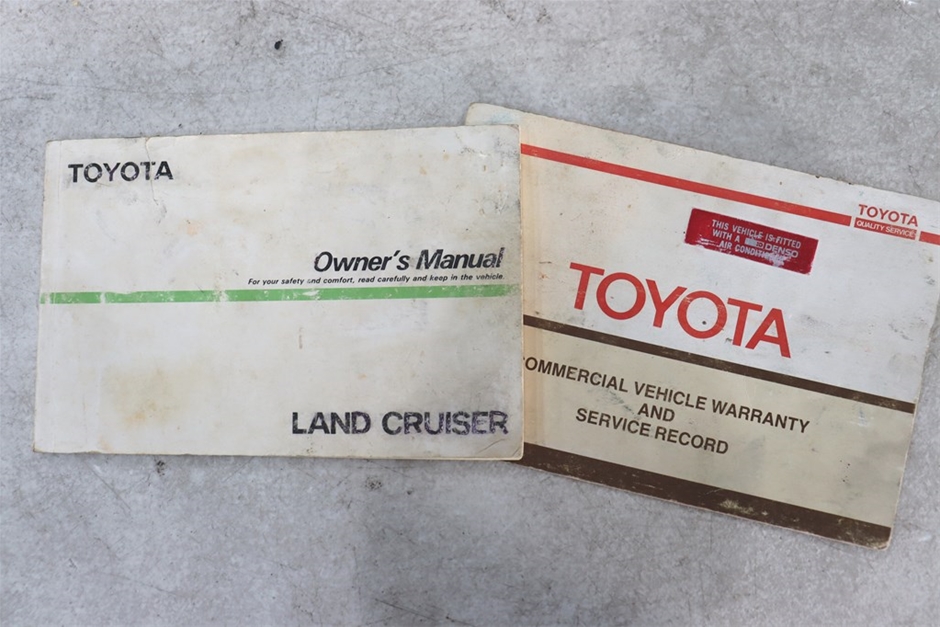 TOYOTA
Owner's Manual
For your safety and comfort, read carefully and keep in the vehicle.
LAND CRUISER
TOYOTA
QUALITY SERVICE
THIS VEHICLE IS FITTED
WITH A DENSO
AIR CONDITIONER
TOYOTA
COMMERCIAL VEHICLE WARRANTY
AND
SERVICE RECORD